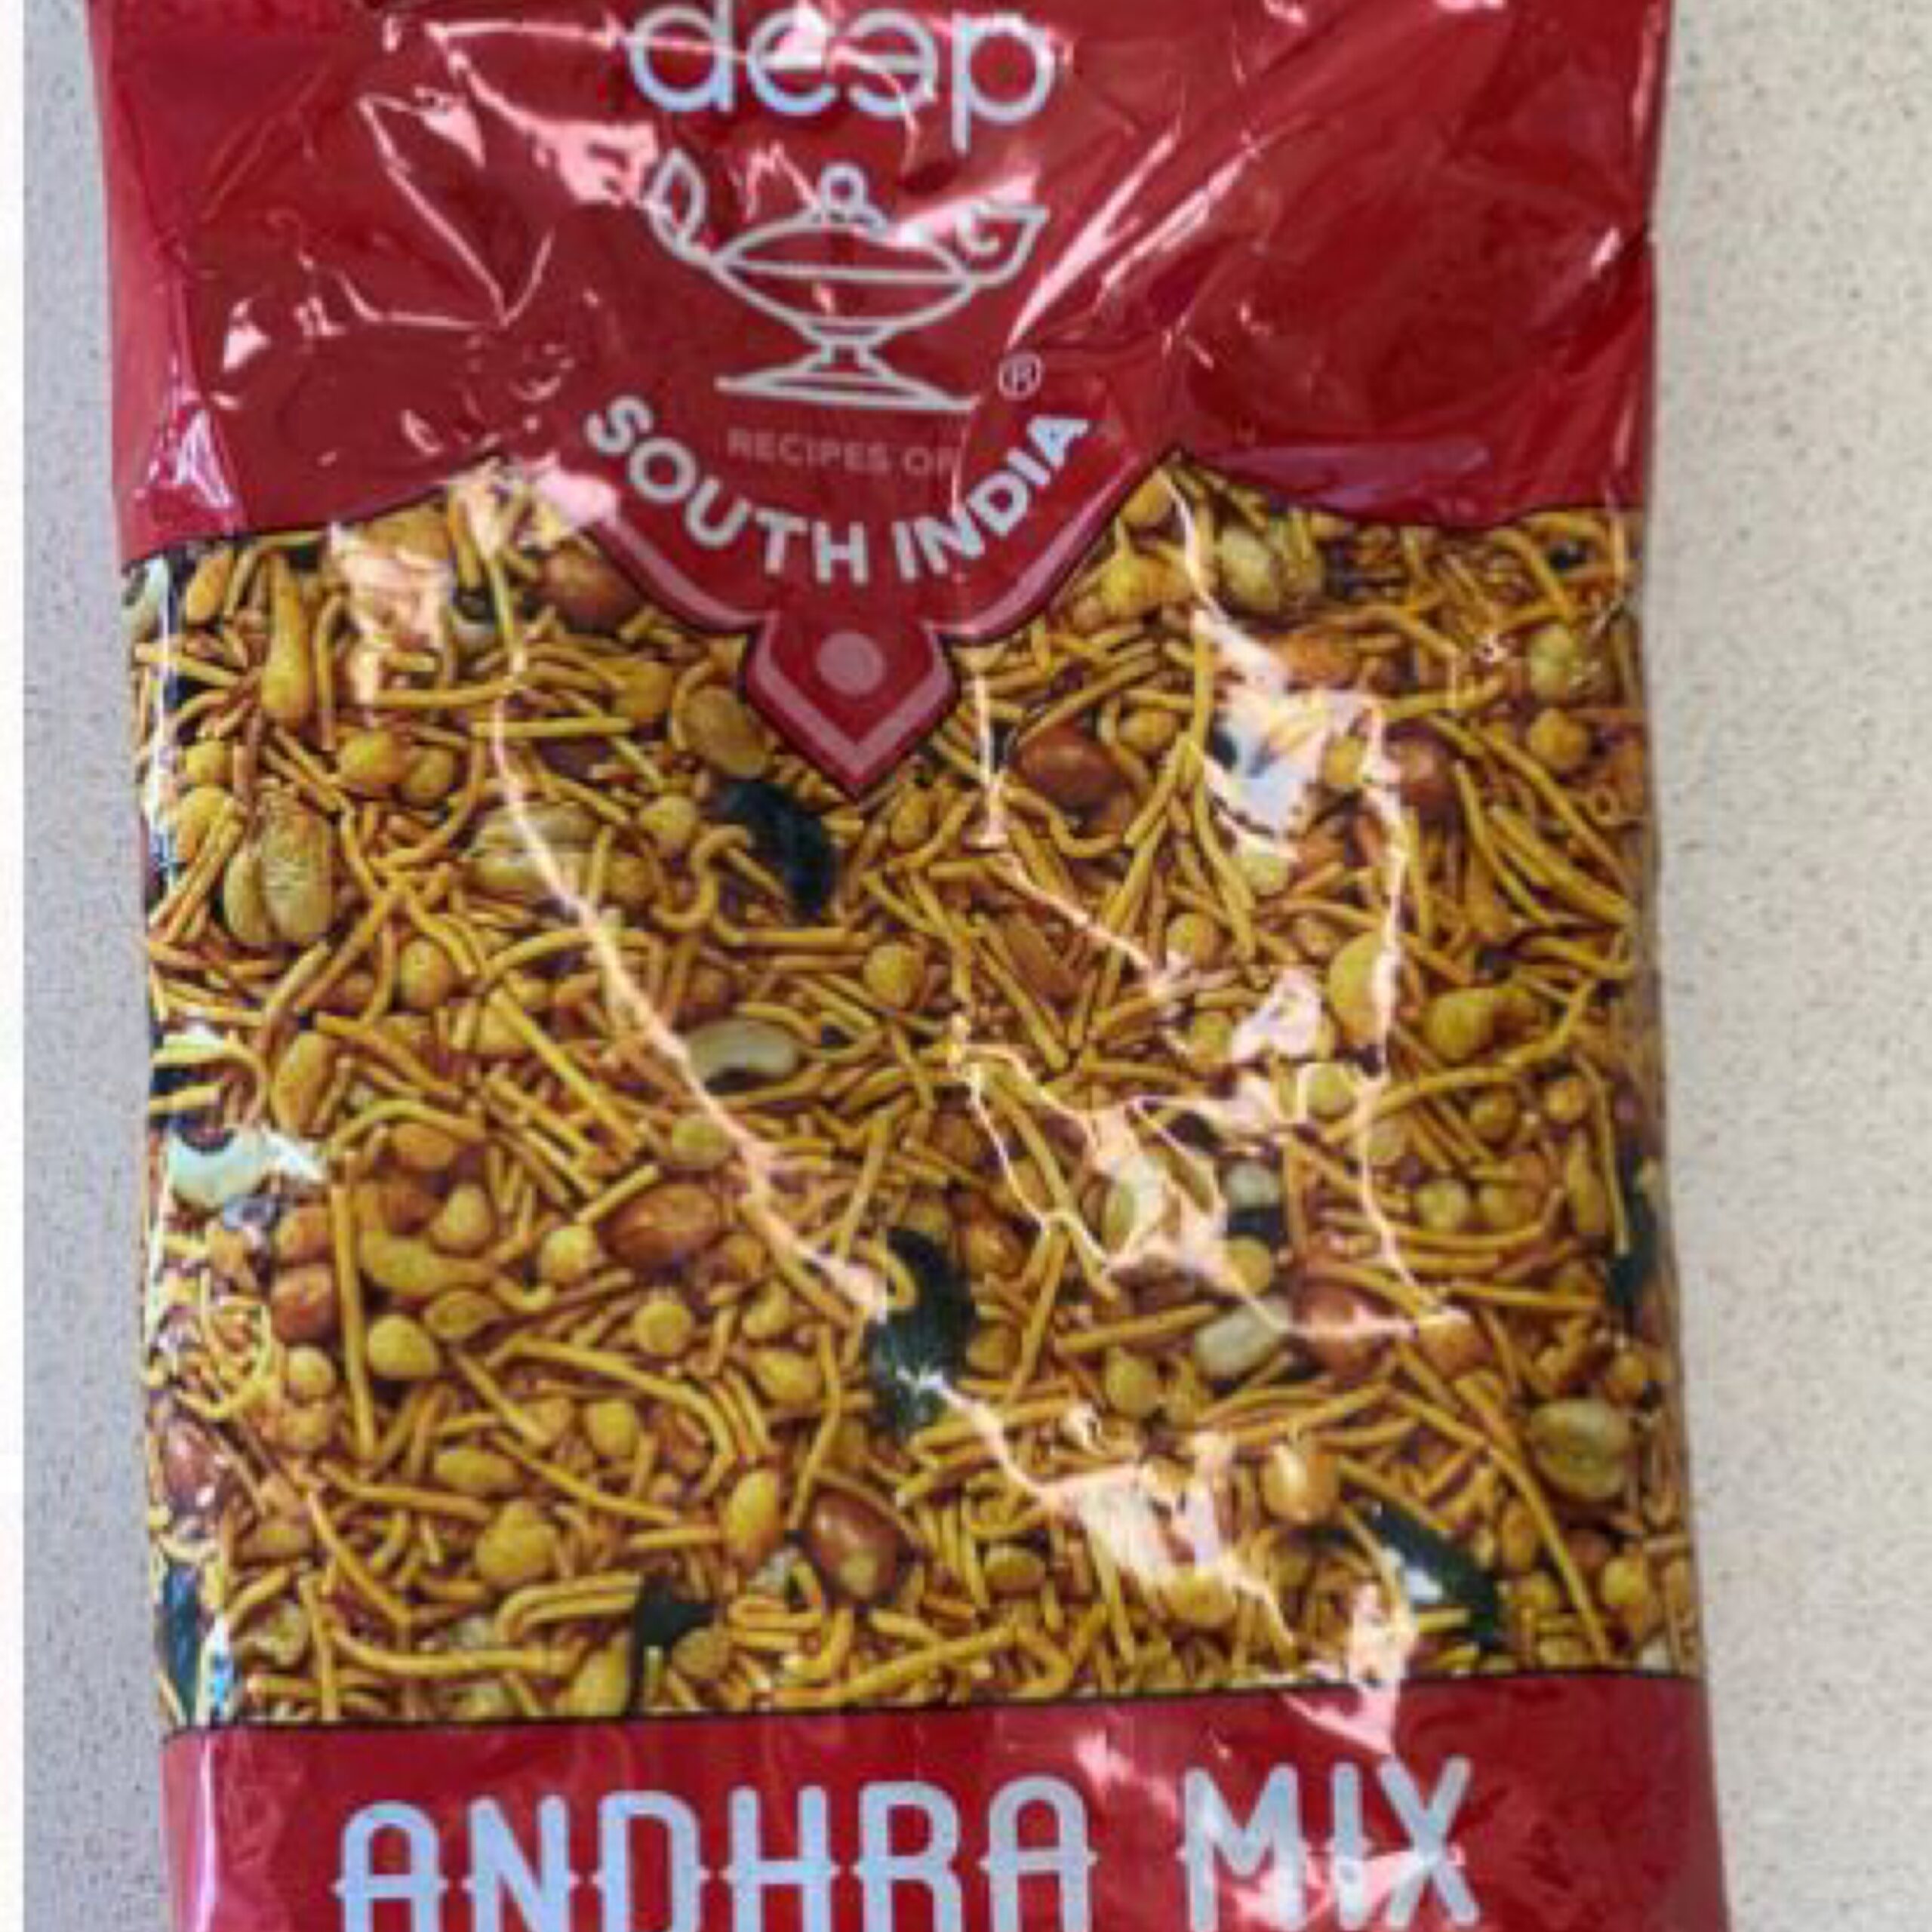 deep
®
RECIPES OF
SOUTH INDIA
ANDHRA MIX